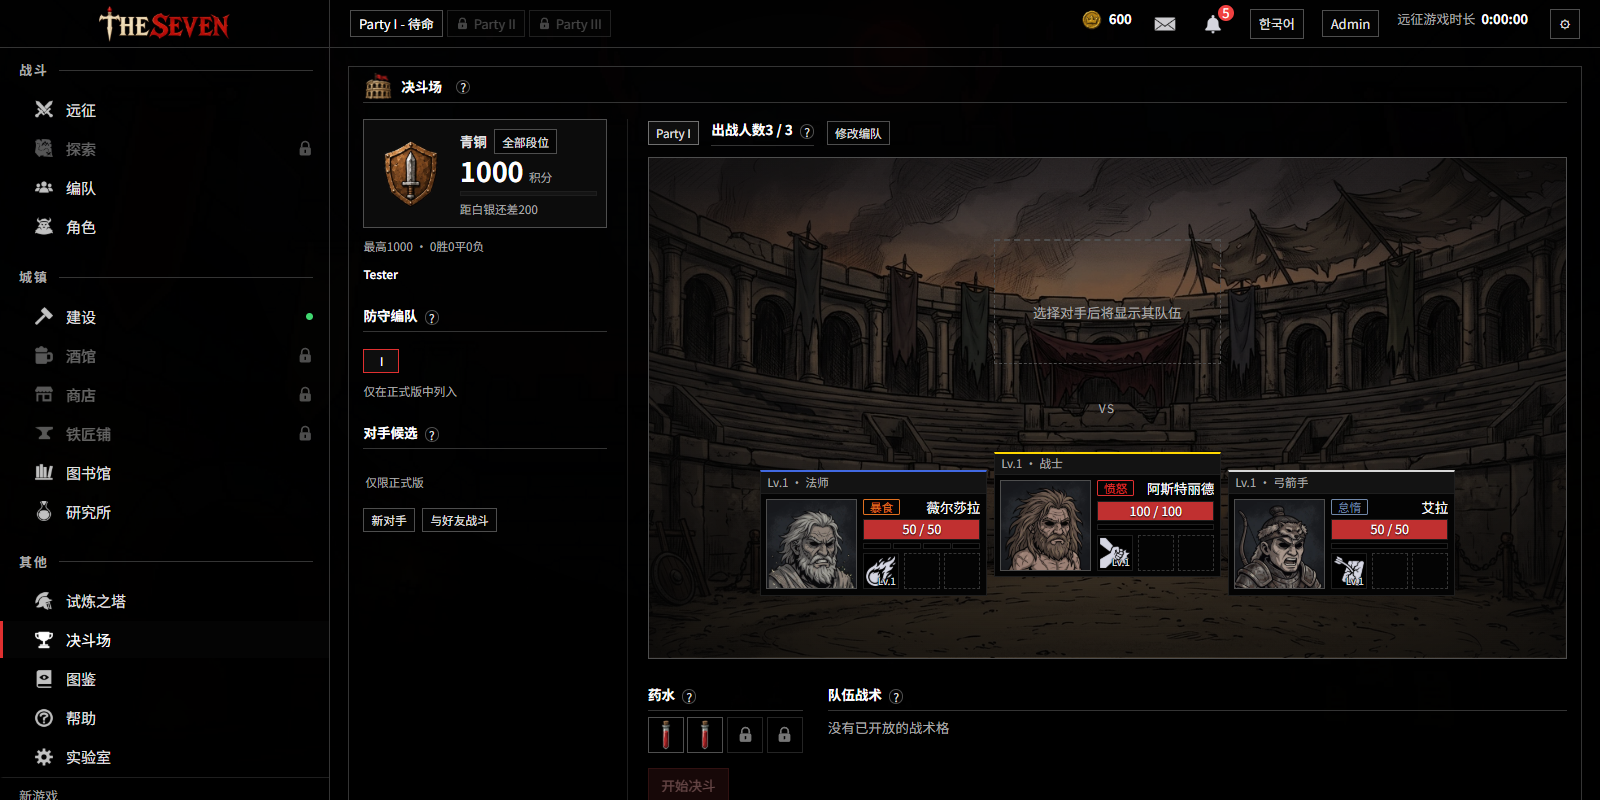 THE SEVEN
Party I - 待命
Party II
Party III
600
5
한국어
Admin
远征游戏时长 0:00:00
战斗
远征
探索
编队
角色
城镇
建设
酒馆
商店
铁匠铺
图书馆
研究所
其他
试炼之塔
决斗场
图鉴
帮助
实验室
新游戏
决斗场 ?
青铜 全部段位
1000 积分
距白银还差200
最高1000 · 0胜0平0负
Tester
防守编队 ?
I
仅在正式版中列入
对手候选 ?
仅限正式版
新对手 与好友战斗
Party I 出战人数3 / 3 ? 修改编队
选择对手后将显示其队伍
VS
Lv.1 · 法师
暴食 薇尔莎拉
50 / 50
Lv.1
Lv.1 · 战士
愤怒 阿斯特丽德
100 / 100
Lv.1
Lv.1 · 弓箭手
怠惰 艾拉
50 / 50
Lv.1
药水 ?
队伍战术 ?
没有已开放的战术格
开始决斗